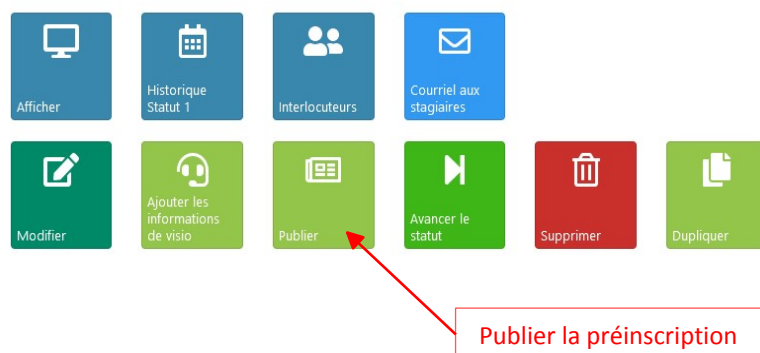 Afficher
Historique
Statut 1
Interlocuteurs
Courriel aux
stagiaires
Modifier
Ajouter les
informations
de visio
Publier
Avancer le
statut
Supprimer
Dupliquer
Publier la préinscription